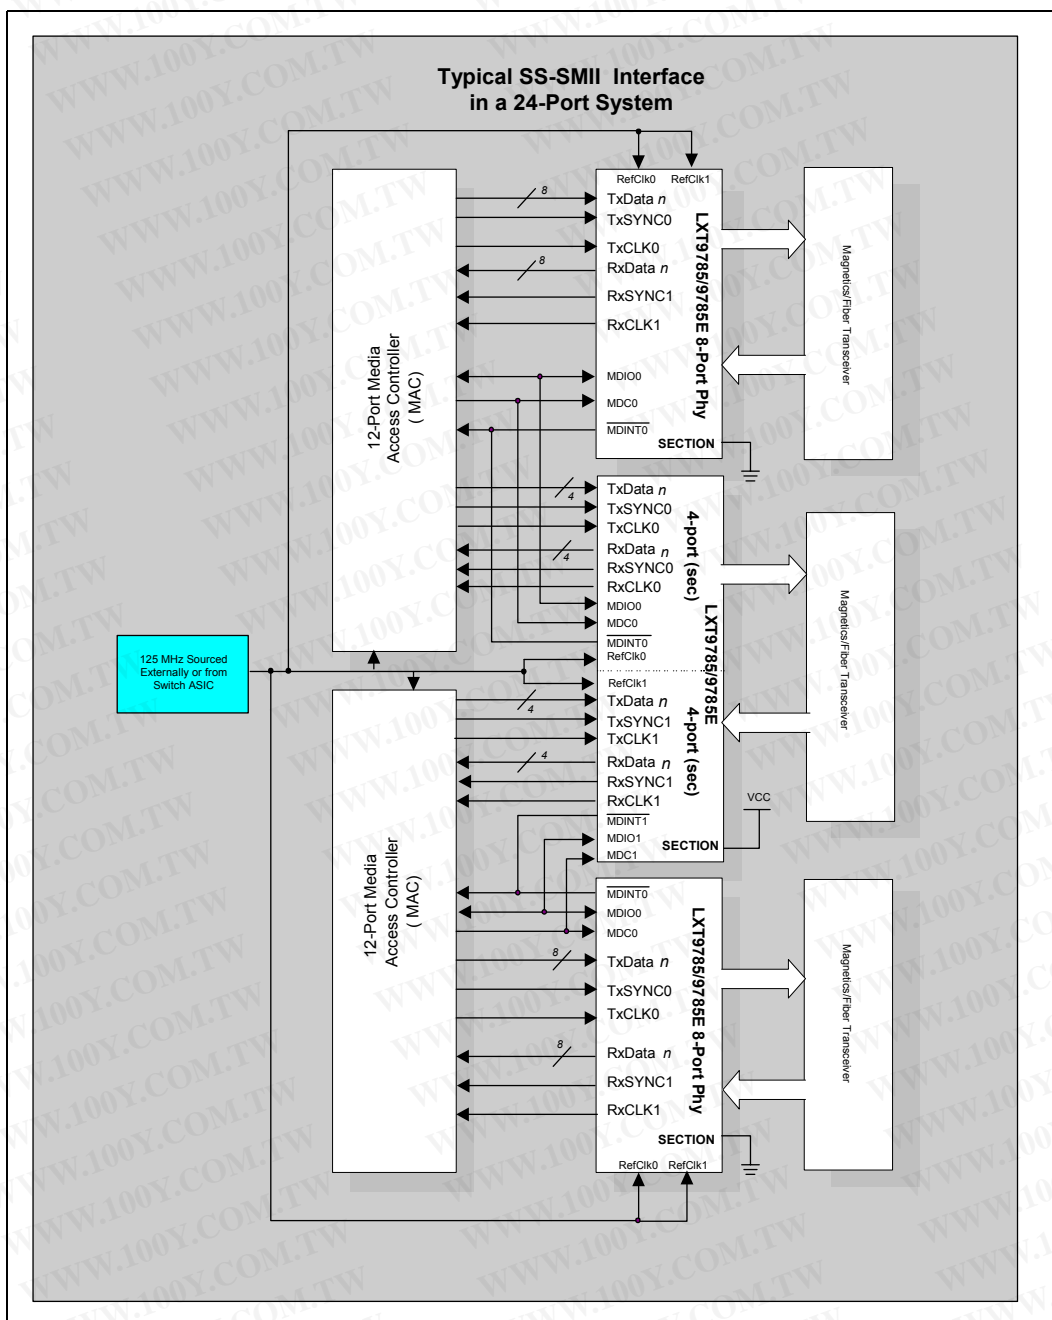 Typical SS-SMII Interface
in a 24-Port System
RefClk0 RefClk1
8
TxData n
TxSYNC0
TxCLK0
8
RxData n
RxSYNC1
RxCLK1
MDIO0
MDC0
MDINT0
SECTION
LXT9785/9785E 8-Port Phy
Magnetics/Fiber Transceiver
12-Port Media
Access Controller
( MAC)
4
TxData n
TxSYNC0
TxCLK0
4
RxData n
RxSYNC0
RxCLK0
MDIO0
MDC0
MDINT0
RefClk0
4-port (sec)
LXT9785/9785E
Magnetics/Fiber Transceiver
125 MHz Sourced
Externally or from
Switch ASIC
RefClk1
4
TxData n
TxSYNC1
TxCLK1
4
RxData n
RxSYNC1
RxCLK1
MDINT1
MDIO1
MDC1
4-port (sec)
SECTION
VCC
12-Port Media
Access Controller
( MAC)
MDINT0
MDIO0
MDC0
8
TxData n
TxSYNC0
TxCLK0
8
RxData n
RxSYNC1
RxCLK1
LXT9785/9785E 8-Port Phy
SECTION
RefClk0 RefClk1
Magnetics/Fiber Transceiver
WWW.100Y.COM.TW